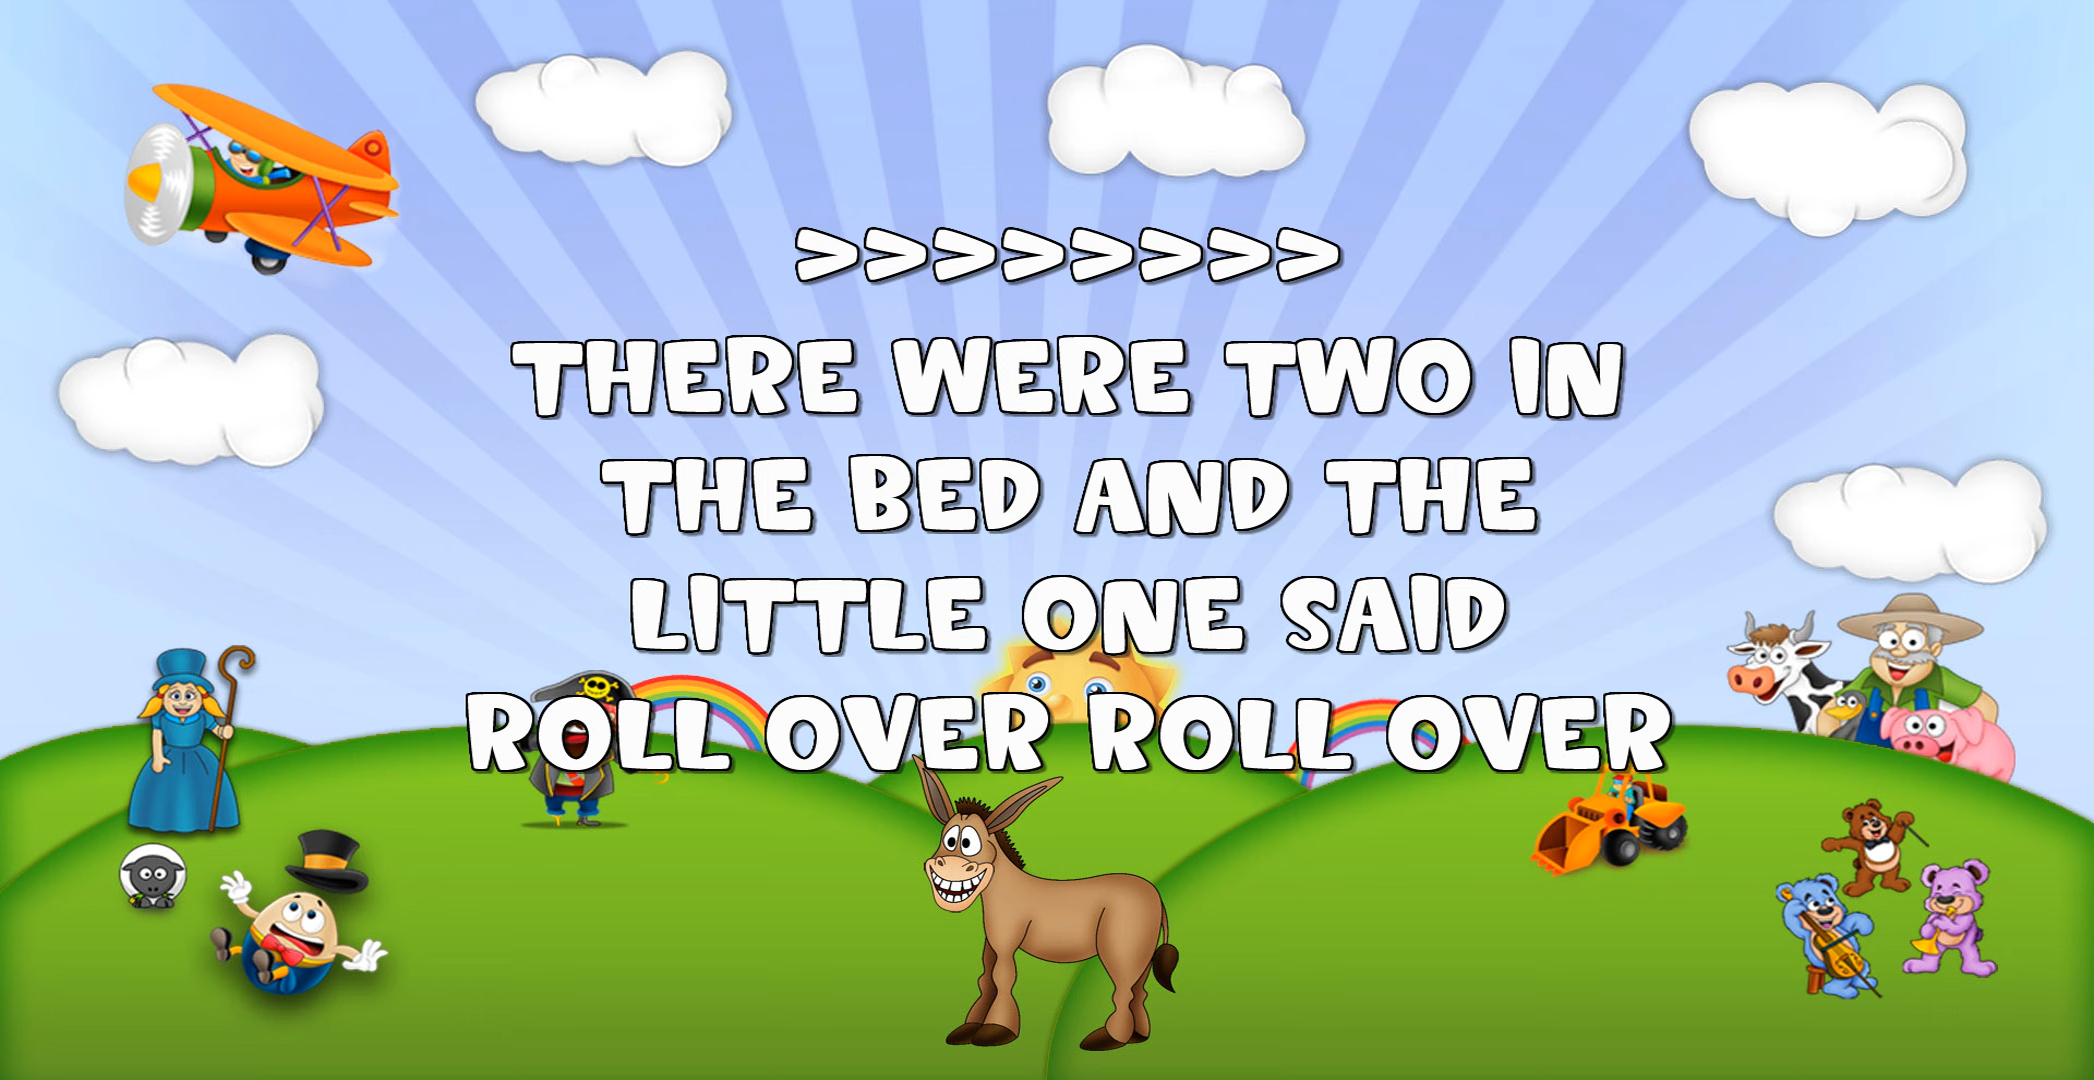 >>>>>>>>
THERE WERE TWO IN
THE BED AND THE
LITTLE ONE SAID
ROLL OVER ROLL OVER